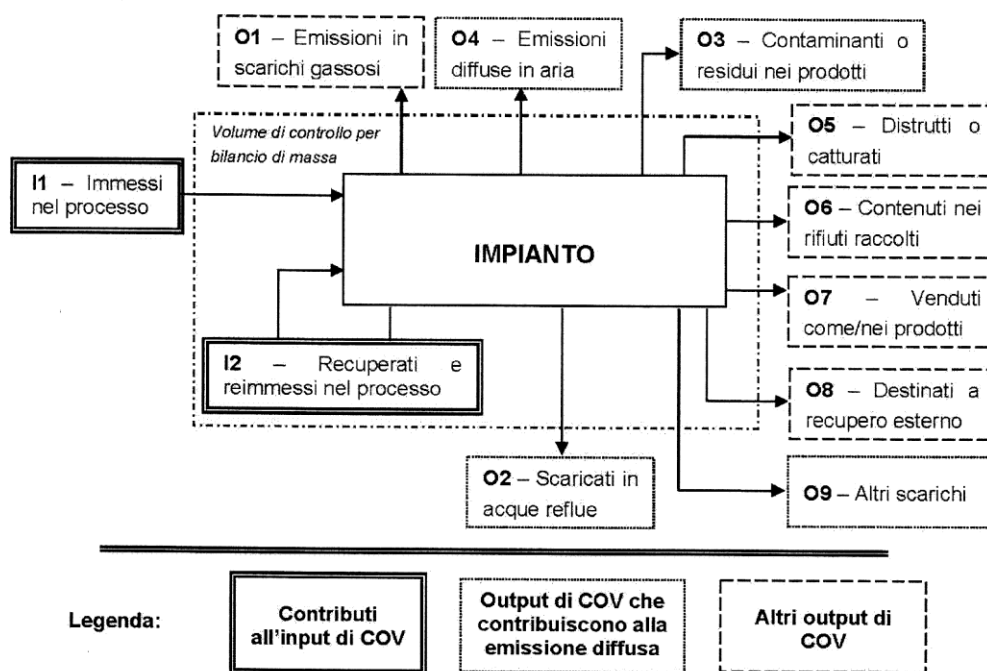 O1 – Emissioni in
scarichi gassosi
O4 – Emissioni
diffuse in aria
O3 – Contaminanti o
residui nei prodotti
Volume di controllo per
bilancio di massa
O5 – Distrutti o
catturati
I1 – Immessi
nel processo
O6 – Contenuti nei
rifiuti raccolti
IMPIANTO
O7 – Venduti
come/nei prodotti
I2 – Recuperati e
reimmessi nel processo
O8 – Destinati a
recupero esterno
O2 – Scaricati in
acque reflue
O9 – Altri scarichi
Legenda:
Contributi
all'input di COV
Output di COV che
contribuiscono alla
emissione diffusa
Altri output di
COV